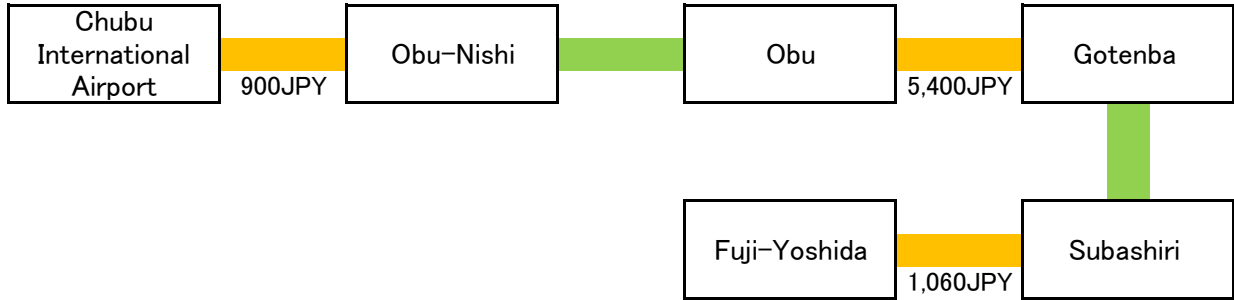 Chubu
International
Airport
900JPY
Obu-Nishi
Obu
5,400JPY
Gotenba
Fuji-Yoshida
1,060JPY
Subashiri